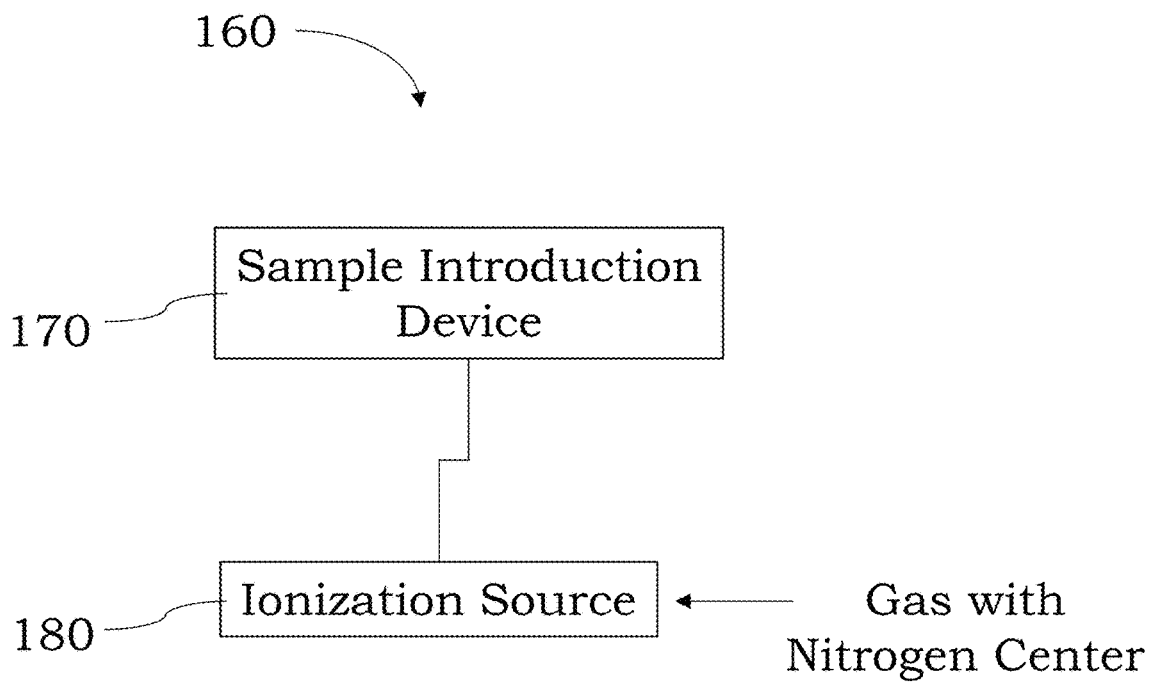 160
Sample Introduction
Device
170
Ionization Source
180
Gas with
Nitrogen Center